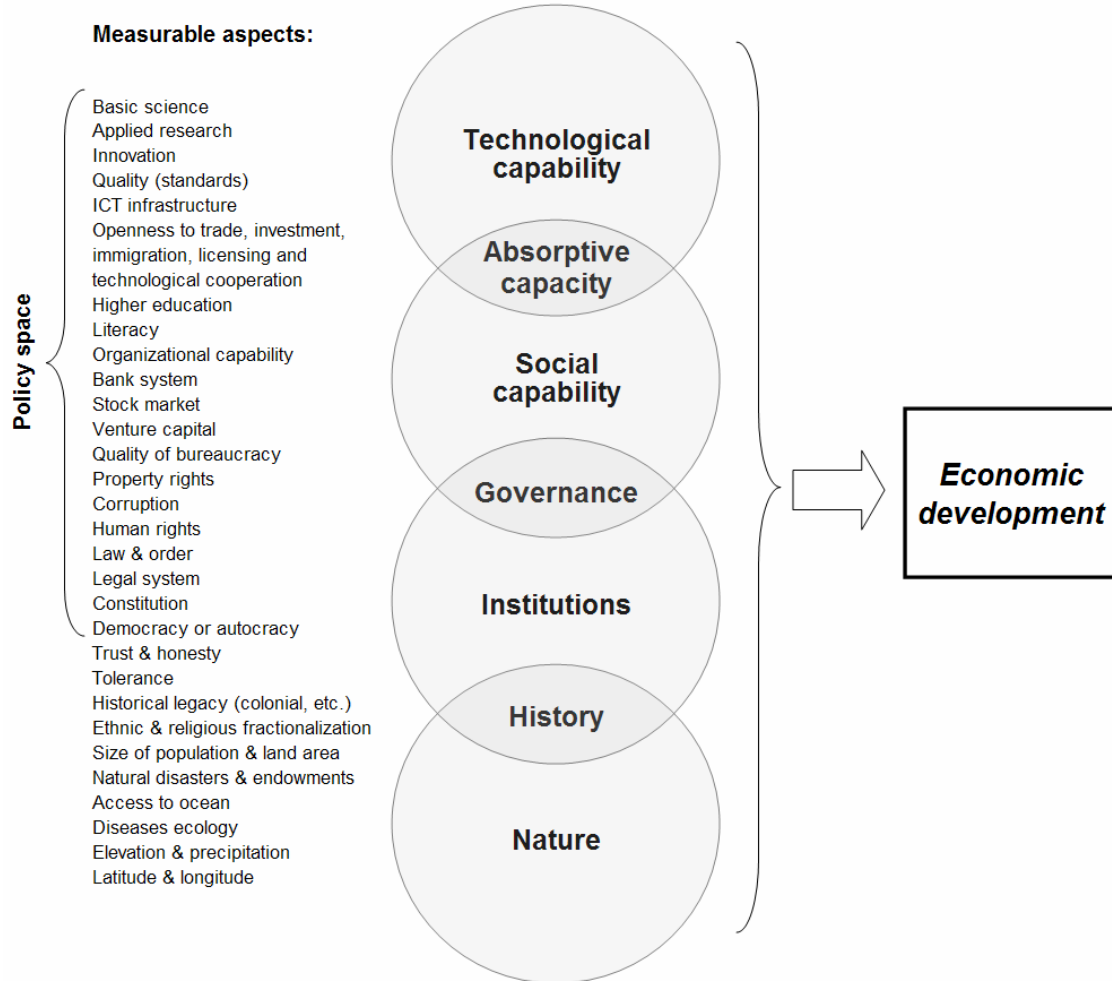 Measurable aspects:
Policy space
Basic science
Applied research
Innovation
Quality (standards)
ICT infrastructure
Openness to trade, investment,
immigration, licensing and
technological cooperation
Higher education
Literacy
Organizational capability
Bank system
Stock market
Venture capital
Quality of bureaucracy
Property rights
Corruption
Human rights
Law & order
Legal system
Constitution
Democracy or autocracy
Trust & honesty
Tolerance
Historical legacy (colonial, etc.)
Ethnic & religious fractionalization
Size of population & land area
Natural disasters & endowments
Access to ocean
Diseases ecology
Elevation & precipitation
Latitude & longitude
Technological
capability
Absorptive
capacity
Social
capability
Governance
Institutions
History
Nature
Economic
development